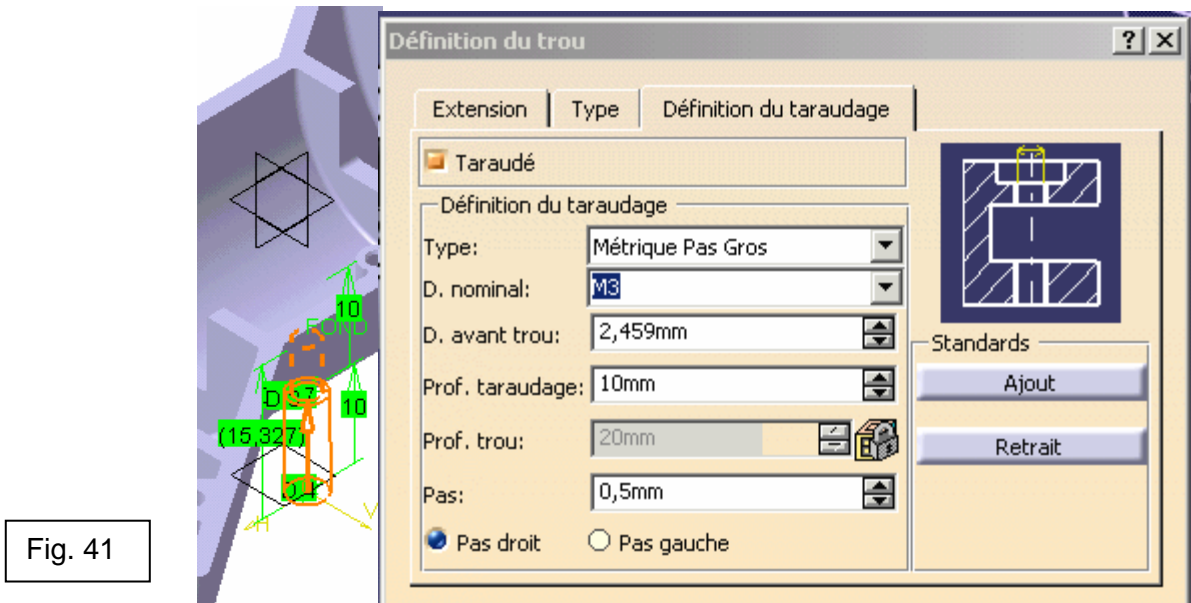 Définition du trou
Extension
Type
Définition du taraudage
Taraudé
Définition du taraudage
Type:
Métrique Pas Gros
D. nominal:
M3
D. avant trou:
2,459mm
Prof. taraudage:
10mm
Prof. trou:
20mm
Pas:
0,5mm
Pas droit
Pas gauche
Standards
Ajout
Retrait
10
FOND
10
(15,327)
H
V
Fig. 41